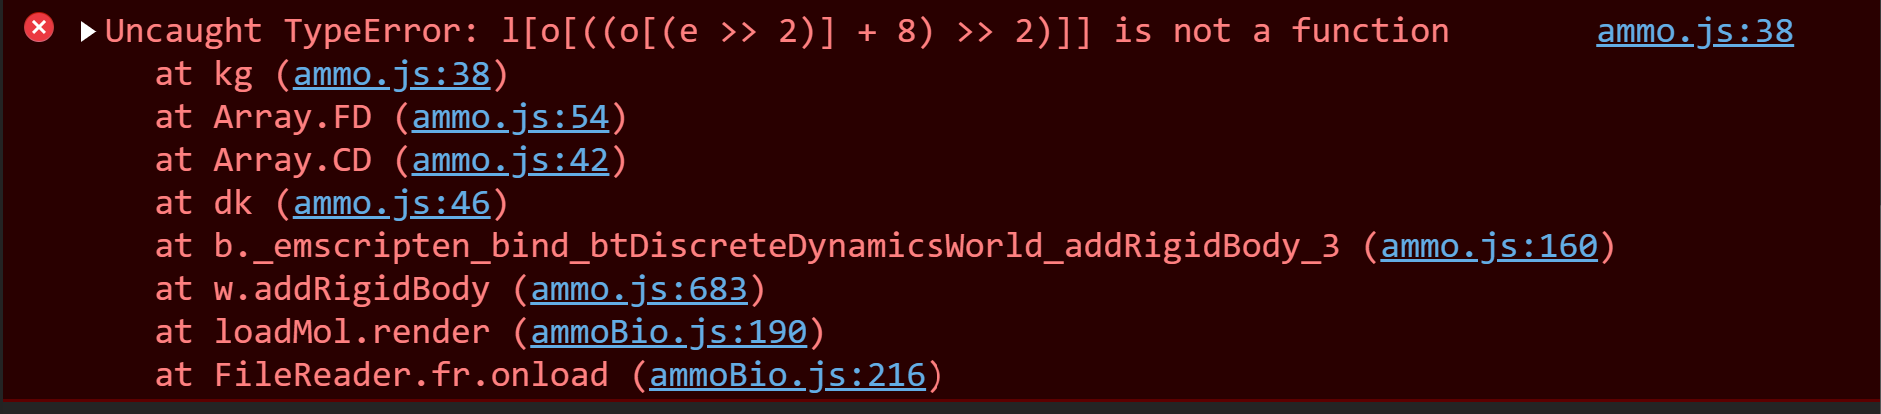 Uncaught TypeError: l[o[((o[(e >> 2)] + 8) >> 2)]] is not a function ammo.js:38
at kg (ammo.js:38)
at Array.FD (ammo.js:54)
at Array.CD (ammo.js:42)
at dk (ammo.js:46)
at b._emscripten_bind_btDiscreteDynamicsWorld_addRigidBody_3 (ammo.js:160)
at w.addRigidBody (ammo.js:683)
at loadMol.render (ammoBio.js:190)
at FileReader.fr.onload (ammoBio.js:216)